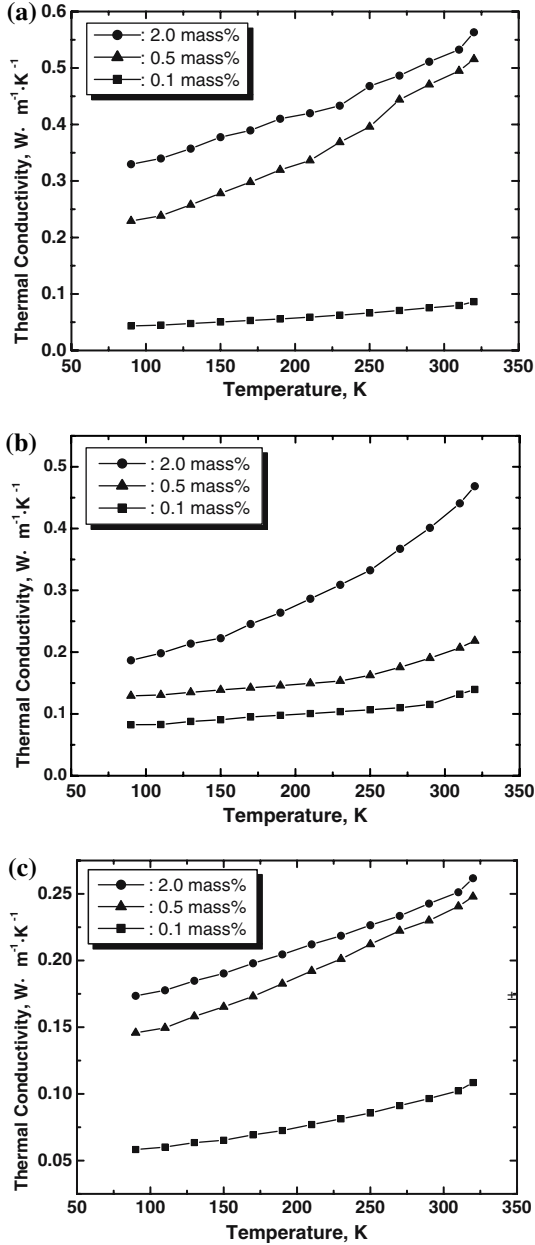 (a)
0.6
0.5
0.4
0.3
0.2
0.1
0.0
Thermal Conductivity, W· m⁻¹·K⁻¹
: 2.0 mass%
: 0.5 mass%
: 0.1 mass%
50 100 150 200 250 300 350
Temperature, K
(b)
0.5
0.4
0.3
0.2
0.1
0.0
Thermal Conductivity, W· m⁻¹·K⁻¹
: 2.0 mass%
: 0.5 mass%
: 0.1 mass%
50 100 150 200 250 300 350
Temperature, K
(c)
0.25
0.20
0.15
0.10
0.05
Thermal Conductivity, W· m⁻¹·K⁻¹
: 2.0 mass%
: 0.5 mass%
: 0.1 mass%
50 100 150 200 250 300 350
Temperature, K